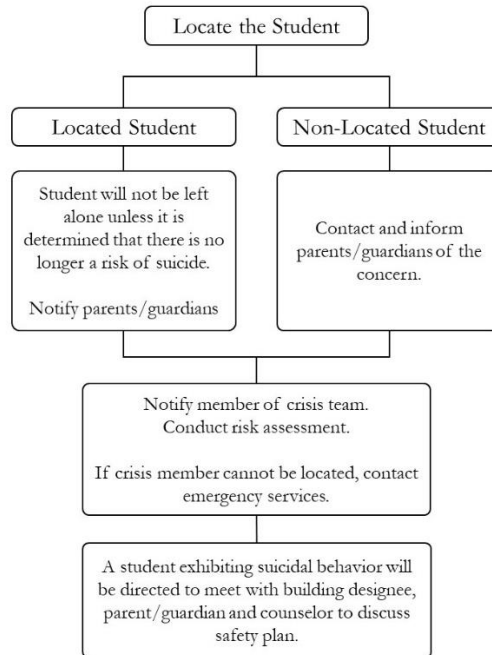 Locate the Student
Located Student
Non-Located Student
Student will not be left
alone unless it is
determined that there is no
longer a risk of suicide.
Notify parents/guardians
Contact and inform
parents/guardians of the
concern.
Notify member of crisis team.
Conduct risk assessment.
If crisis member cannot be located, contact
emergency services.
A student exhibiting suicidal behavior will
be directed to meet with building designee,
parent/guardian and counselor to discuss
safety plan.